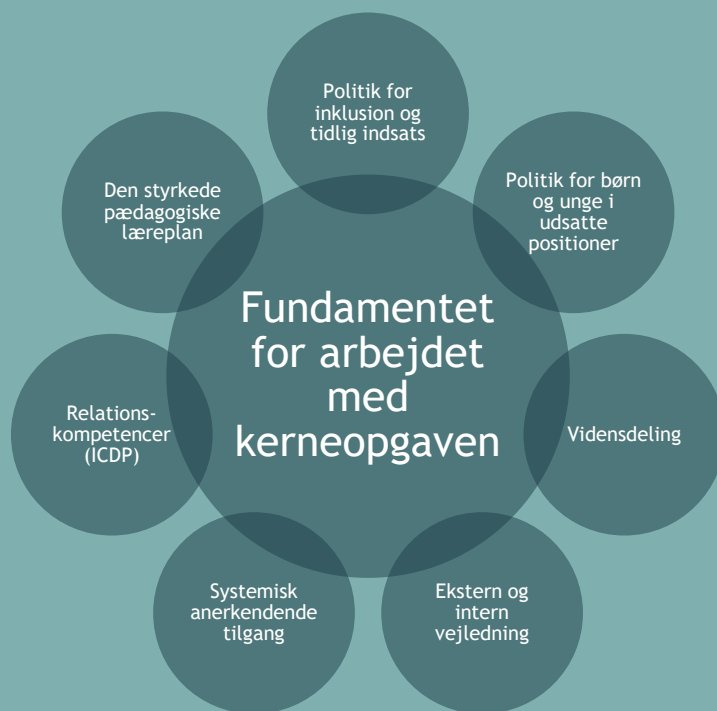 Politik for
inklusion og
tidlig indsats
Politik for børn
og unge i
udsatte
positioner
Vidensdeling
Ekstern og
intern
vejledning
Systemisk
anerkendende
tilgang
Relations-
kompetencer
(ICDP)
Den styrkede
pædagogiske
læreplan
Fundamentet
for arbejdet
med
kerneopgaven